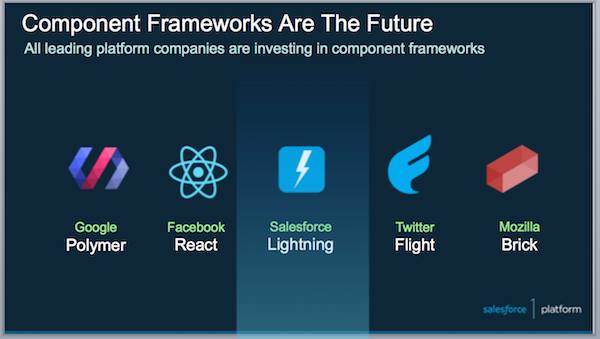 Component Frameworks Are The Future
All leading platform companies are investing in component frameworks
Google
Polymer
Facebook
React
Salesforce
Lightning
Twitter
Flight
Mozilla
Brick
salesforce1 platform